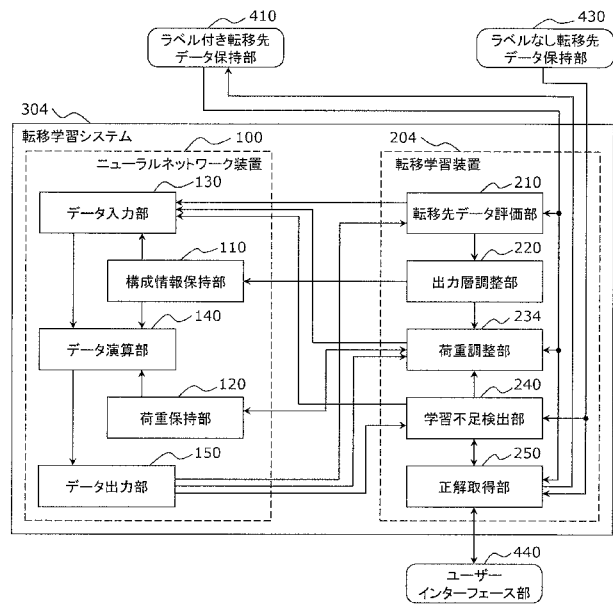 410
ラベル付き転移先
データ保持部
430
ラベルなし転移先
データ保持部
304
転移学習システム
100
ニューラルネットワーク装置
130
データ入力部
110
構成情報保持部
140
データ演算部
120
荷重保持部
150
データ出力部
204
転移学習装置
210
転移先データ評価部
220
出力層調整部
234
荷重調整部
240
学習不足検出部
250
正解取得部
440
ユーザー
インターフェース部